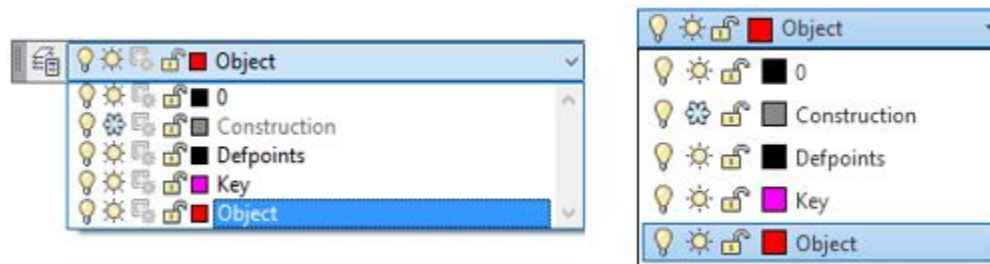 Object
0
Construction
Defpoints
Key
Object
Object
0
Construction
Defpoints
Key
Object